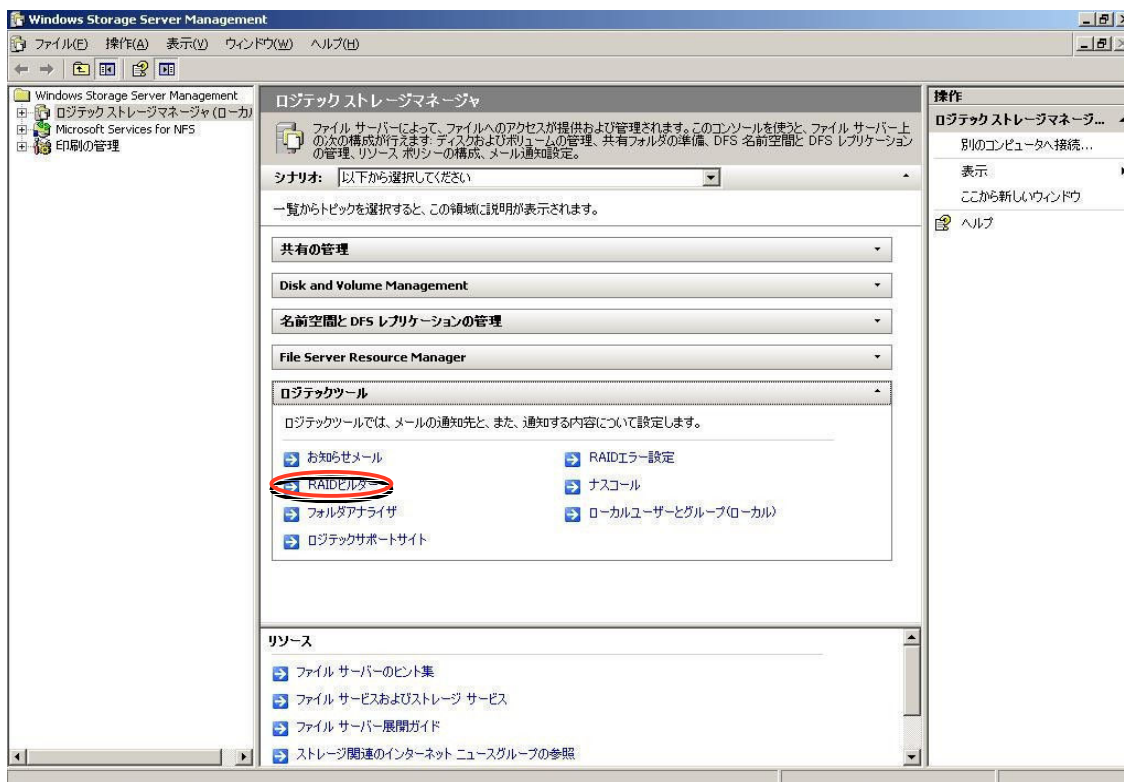 Windows Storage Server Management
ファイル(F) 操作(A) 表示(V) ウィンドウ(W) ヘルプ(H)
Windows Storage Server Management
ロジテック ストレージマネージャ (ローカ
Microsoft Services for NFS
印刷の管理
ロジテック ストレージマネージャ
ファイル サーバーによって、ファイルへのアクセスが提供および管理されます。このコンソールを使うと、ファイル サーバー上
の次の構成が行えます: ディスクおよびボリュームの管理、共有フォルダの準備、DFS 名前空間と DFS レプリケーション
の管理、リソース ポリシーの構成、メール通知設定。
シナリオ: 以下から選択してください
一覧からトピックを選択すると、この領域に説明が表示されます。
共有の管理
Disk and Volume Management
名前空間と DFS レプリケーションの管理
File Server Resource Manager
ロジテックツール
ロジテックツールでは、メールの通知先と、また、通知する内容について設定します。
お知らせメール RAIDエラー設定
RAIDビルダー ナスコール
フォルダアナライザ ローカルユーザーとグループ(ローカル)
ロジテックサポートサイト
リソース
ファイル サーバーのヒント集
ファイル サービスおよびストレージ サービス
ファイル サーバー展開ガイド
ストレージ関連のインターネット ニュースグループの参照
操作
ロジテック ストレージマネージ...
別のコンピュータへ接続...
表示
ここから新しいウィンドウ
ヘルプ